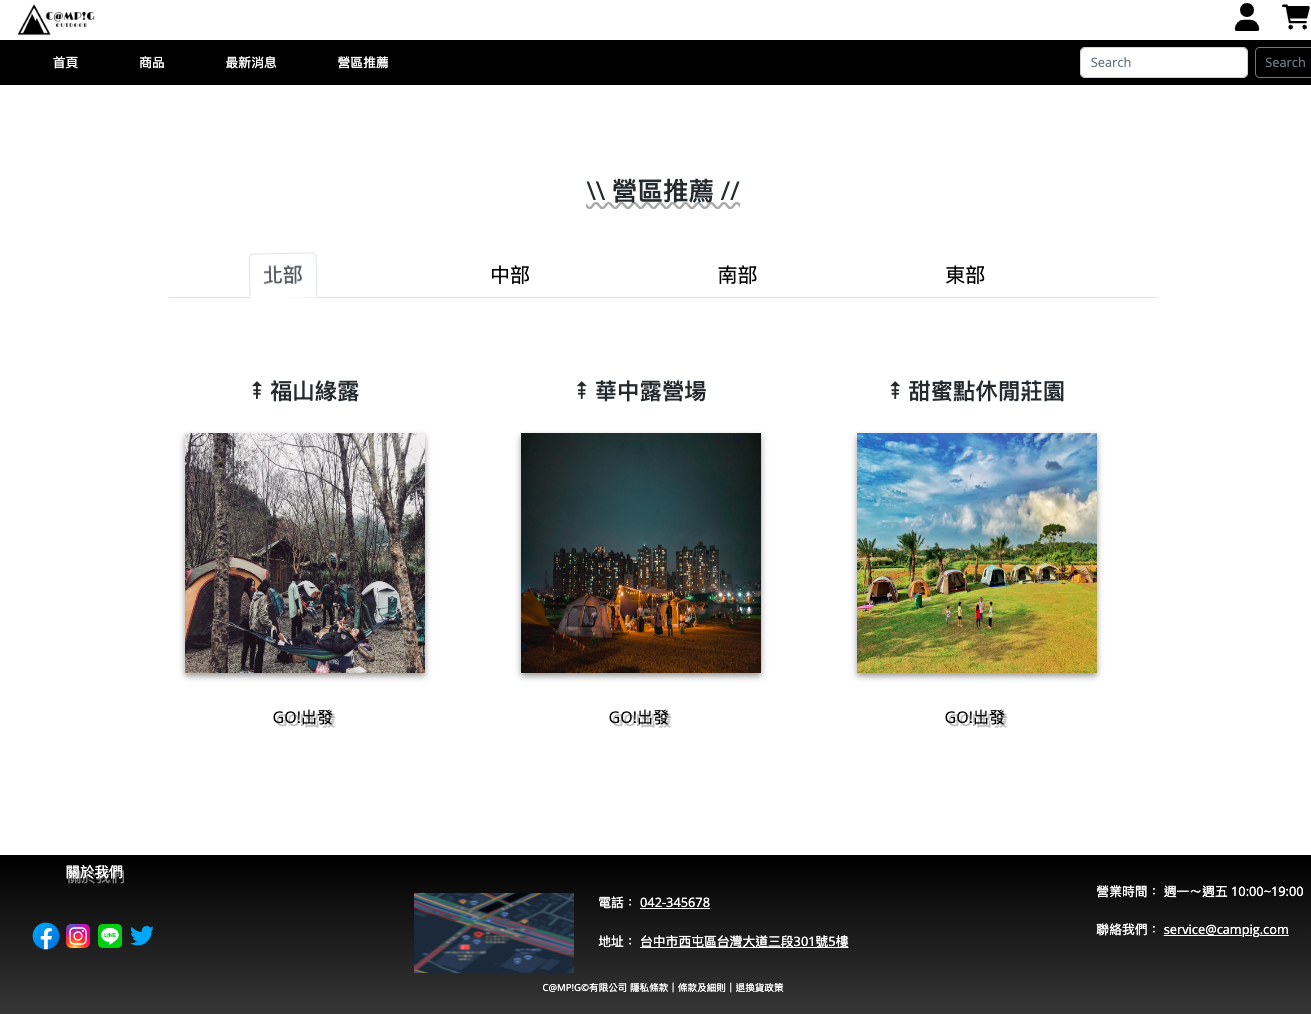 C@MP!G
OUTDOOR
首頁
商品
最新消息
營區推薦
Search
Search
\\ 營區推薦 //
北部
中部
南部
東部
⇞ 福山緣露
⇞ 華中露營場
⇞ 甜蜜點休閒莊園
GO!出發
GO!出發
GO!出發
關於我們
LINE
電話： 042-345678
地址： 台中市西屯區台灣大道三段301號5樓
營業時間： 週一～週五 10:00~19:00
聯絡我們： service@campig.com
C@MP!G©有限公司 隱私條款 | 條款及細則 | 退換貨政策